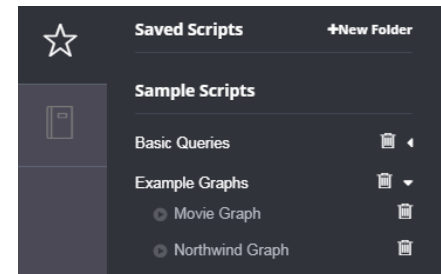 Saved Scripts +New Folder
Sample Scripts
Basic Queries
Example Graphs
Movie Graph
Northwind Graph